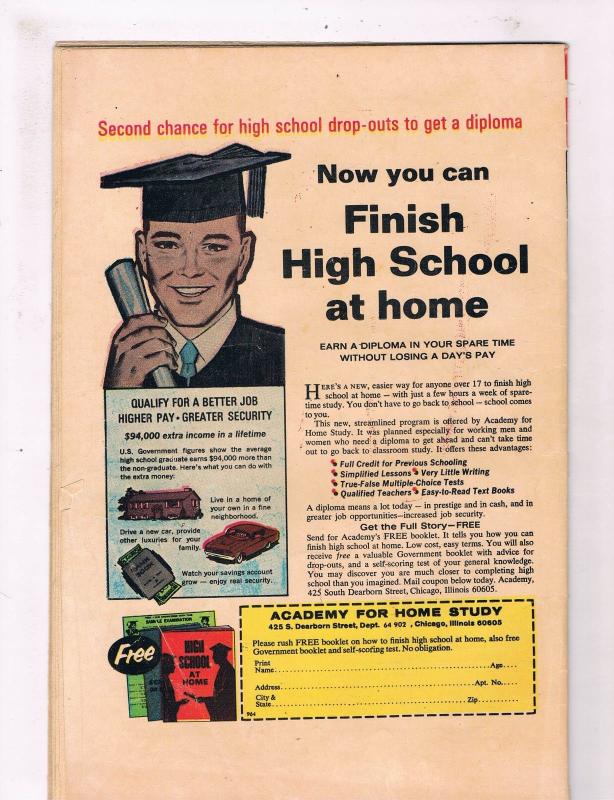 Second chance for high school drop-outs to get a diploma
Now you can
Finish
High School
at home
EARN A DIPLOMA IN YOUR SPARE TIME
WITHOUT LOSING A DAY'S PAY
QUALIFY FOR A BETTER JOB
HIGHER PAY • GREATER SECURITY
$94,000 extra income in a lifetime
U.S. Government figures show the average
high school graduate earns $94,000 more than
the non-graduate. Here's what you can do with
the extra money:
Live in a home of
your own in a fine
neighborhood.
Drive a new car, provide
other luxuries for your
family.
Watch your savings account
grow — enjoy real security.
HERE'S A NEW, easier way for anyone over 17 to finish high
school at home — with just a few hours a week of spare-
time study. You don't have to go back to school — school comes
to you.
This new, streamlined program is offered by Academy for
Home Study. It was planned especially for working men and
women who need a diploma to get ahead and can't take time
out to go back to classroom study. It offers these advantages:
• Full Credit for Previous Schooling
• Simplified Lessons • Very Little Writing
• True-False Multiple-Choice Tests
• Qualified Teachers • Easy-to-Read Text Books
A diploma means a lot today — in prestige and in cash, and in
greater job opportunities—increased job security.
Get the Full Story—FREE
Send for Academy's FREE booklet. It tells you how you can
finish high school at home. Low cost, easy terms. You will also
receive free a valuable Government booklet with advice for
drop-outs, and a self-scoring test of your general knowledge.
You may discover you are much closer to completing high
school than you imagined. Mail coupon below today. Academy,
425 South Dearborn Street, Chicago, Illinois 60605.
Free
SAMPLE EXAMINATION
HIGH
SCHOOL
AT
HOME
ACADEMY FOR HOME STUDY
425 S. Dearborn Street, Dept. 64 902 , Chicago, Illinois 60605
Please rush FREE booklet on how to finish high school at home, also free
Government booklet and self-scoring test. No obligation.
Print
Name.......... Age....
Address.......... Apt. No.....
City &
State.......... Zip..........
964